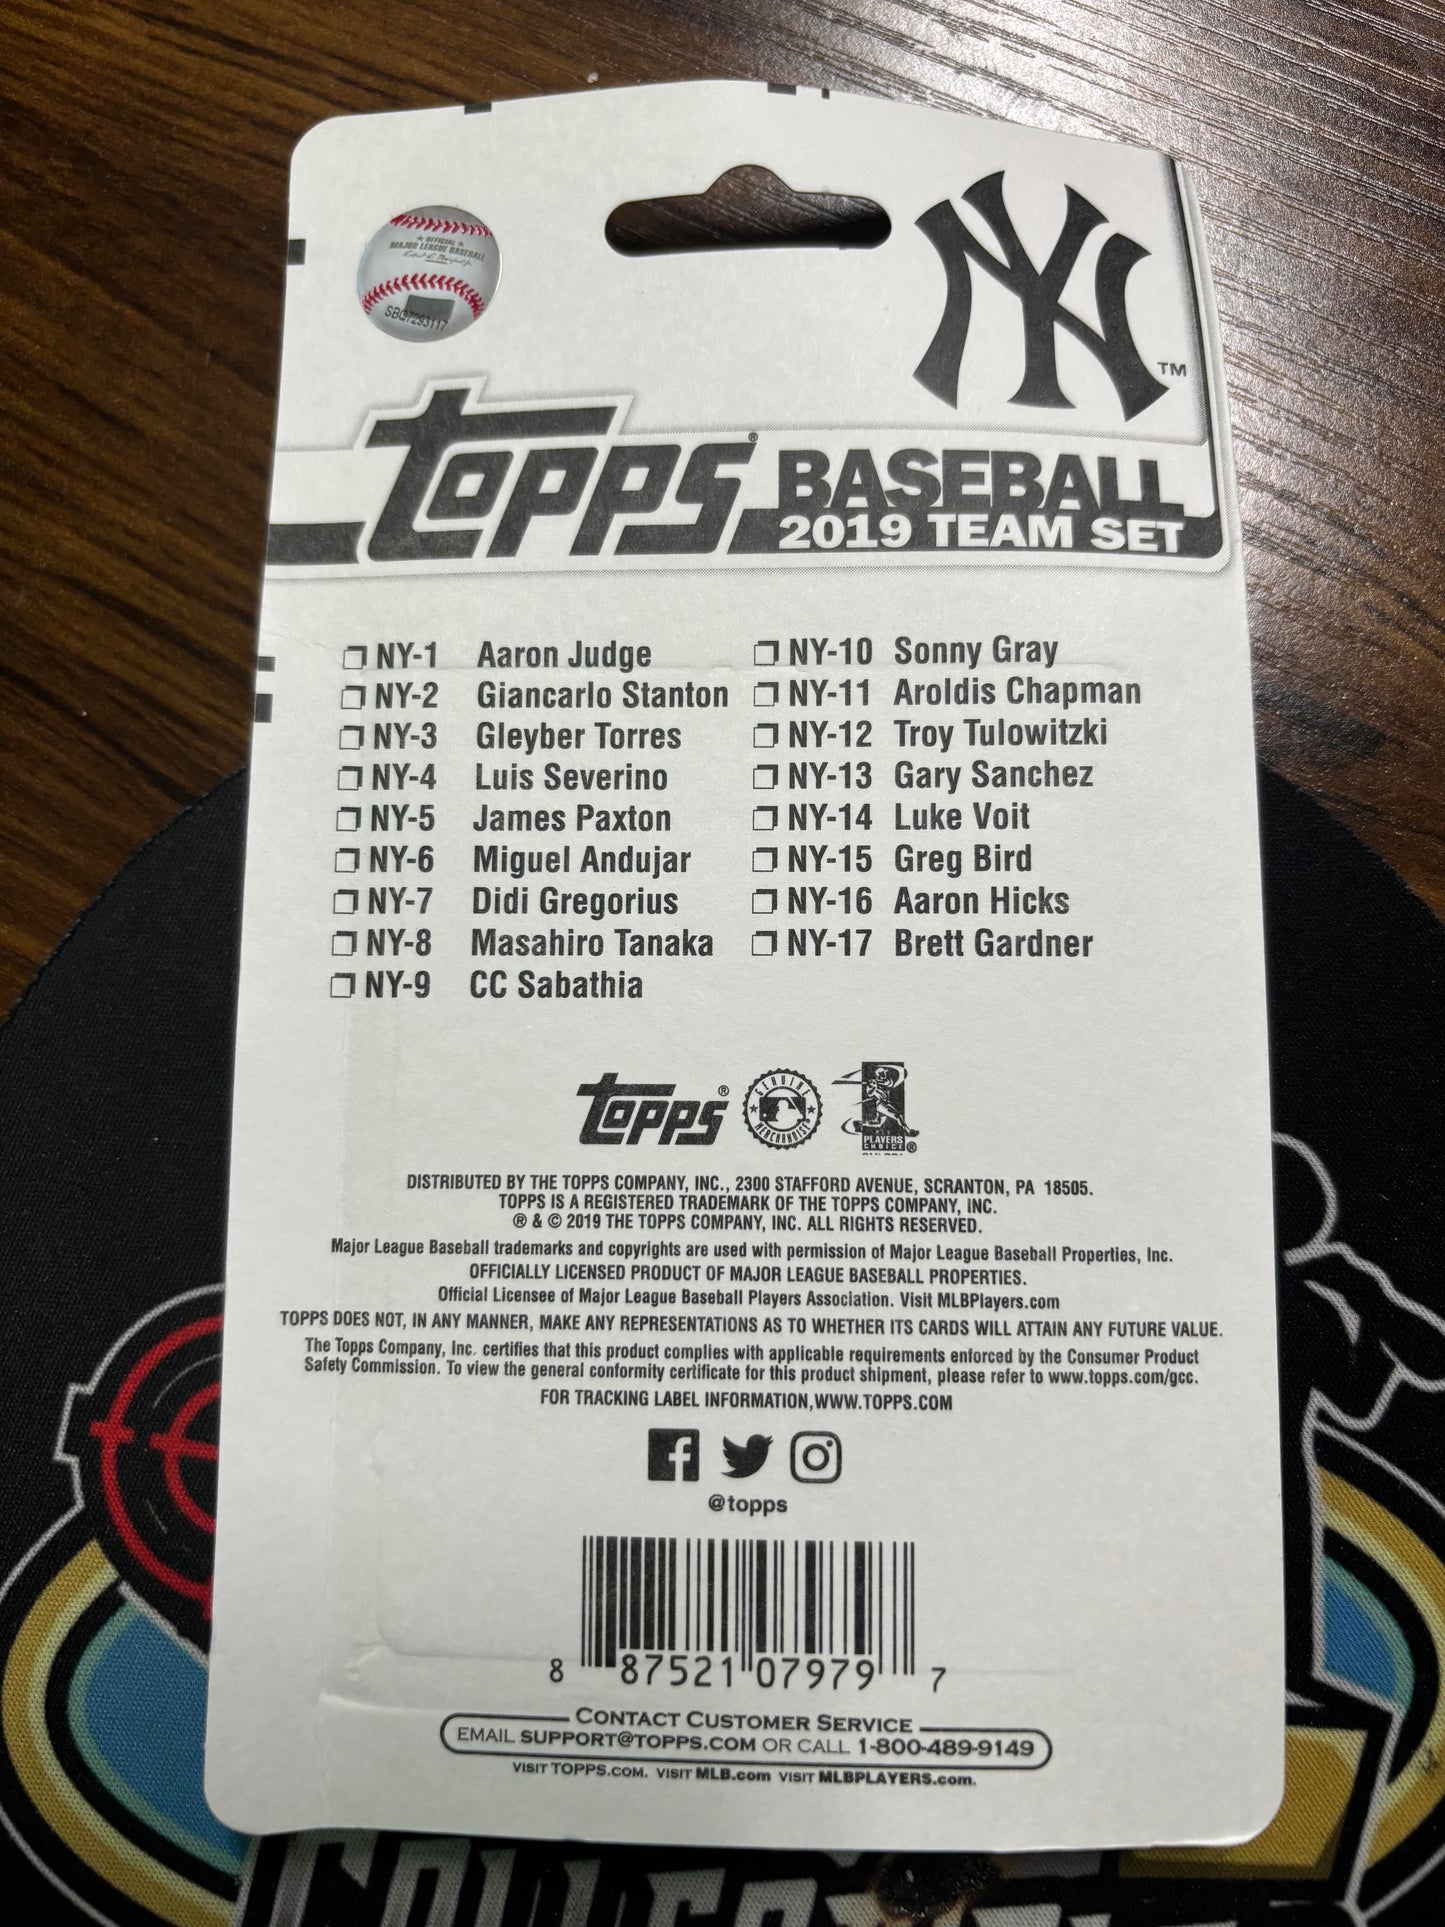 ★ OFFICIAL ★
MAJOR LEAGUE BASEBALL
SBQ7293117
NY
TM
TOPPS® BASEBALL
2019 TEAM SET
NY-1 Aaron Judge
NY-2 Giancarlo Stanton
NY-3 Gleyber Torres
NY-4 Luis Severino
NY-5 James Paxton
NY-6 Miguel Andujar
NY-7 Didi Gregorius
NY-8 Masahiro Tanaka
NY-9 CC Sabathia
NY-10 Sonny Gray
NY-11 Aroldis Chapman
NY-12 Troy Tulowitzki
NY-13 Gary Sanchez
NY-14 Luke Voit
NY-15 Greg Bird
NY-16 Aaron Hicks
NY-17 Brett Gardner
TOPPS®
GENUINE
MERCHANDISE
PLAYERS
CHOICE®
DISTRIBUTED BY THE TOPPS COMPANY, INC., 2300 STAFFORD AVENUE, SCRANTON, PA 18505.
TOPPS IS A REGISTERED TRADEMARK OF THE TOPPS COMPANY, INC.
® & © 2019 THE TOPPS COMPANY, INC. ALL RIGHTS RESERVED.
Major League Baseball trademarks and copyrights are used with permission of Major League Baseball Properties, Inc.
OFFICIALLY LICENSED PRODUCT OF MAJOR LEAGUE BASEBALL PROPERTIES.
Official Licensee of Major League Baseball Players Association. Visit MLBPlayers.com
TOPPS DOES NOT, IN ANY MANNER, MAKE ANY REPRESENTATIONS AS TO WHETHER ITS CARDS WILL ATTAIN ANY FUTURE VALUE.
The Topps Company, Inc. certifies that this product complies with applicable requirements enforced by the Consumer Product
Safety Commission. To view the general conformity certificate for this product shipment, please refer to www.topps.com/gcc.
FOR TRACKING LABEL INFORMATION,WWW.TOPPS.COM
@topps
8 87521 07979 7
CONTACT CUSTOMER SERVICE
EMAIL SUPPORT@TOPPS.COM OR CALL 1-800-489-9149
VISIT TOPPS.COM. VISIT MLB.com VISIT MLBPLAYERS.com.